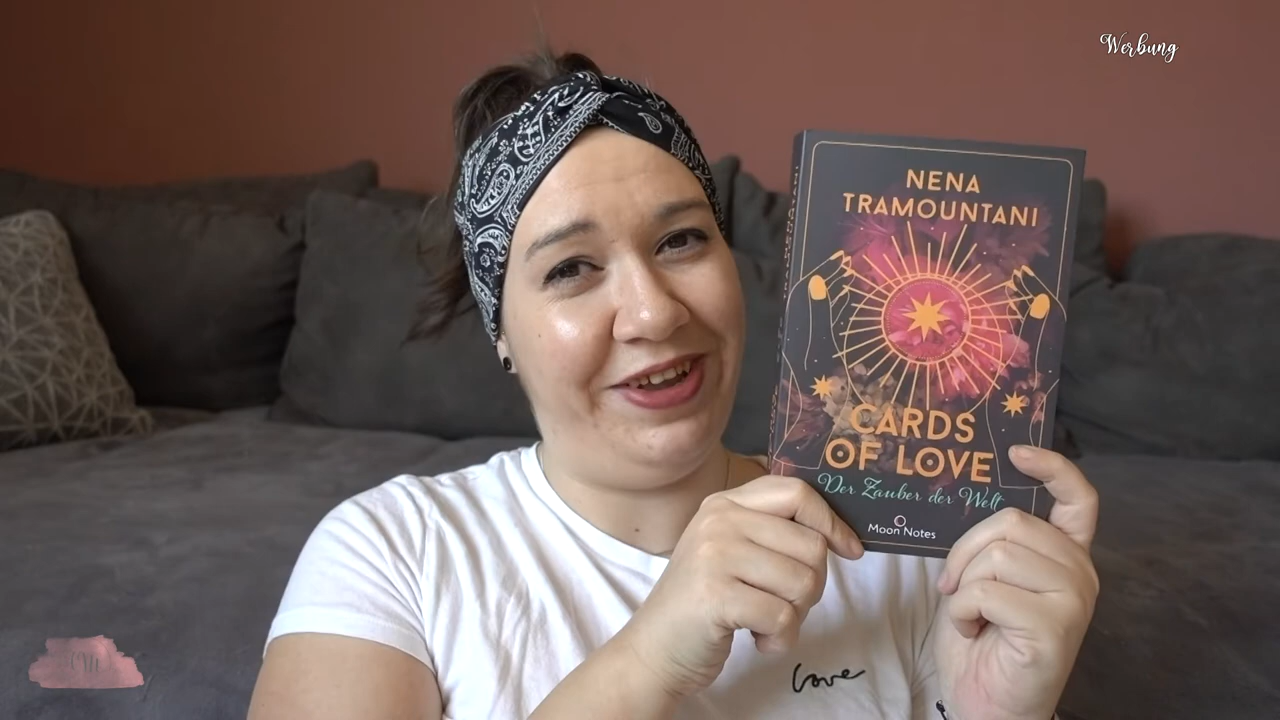 Werbung
NENA
TRAMOUNTANI
CARDS
OF LOVE
Der Zauber der Welt
Moon Notes
love